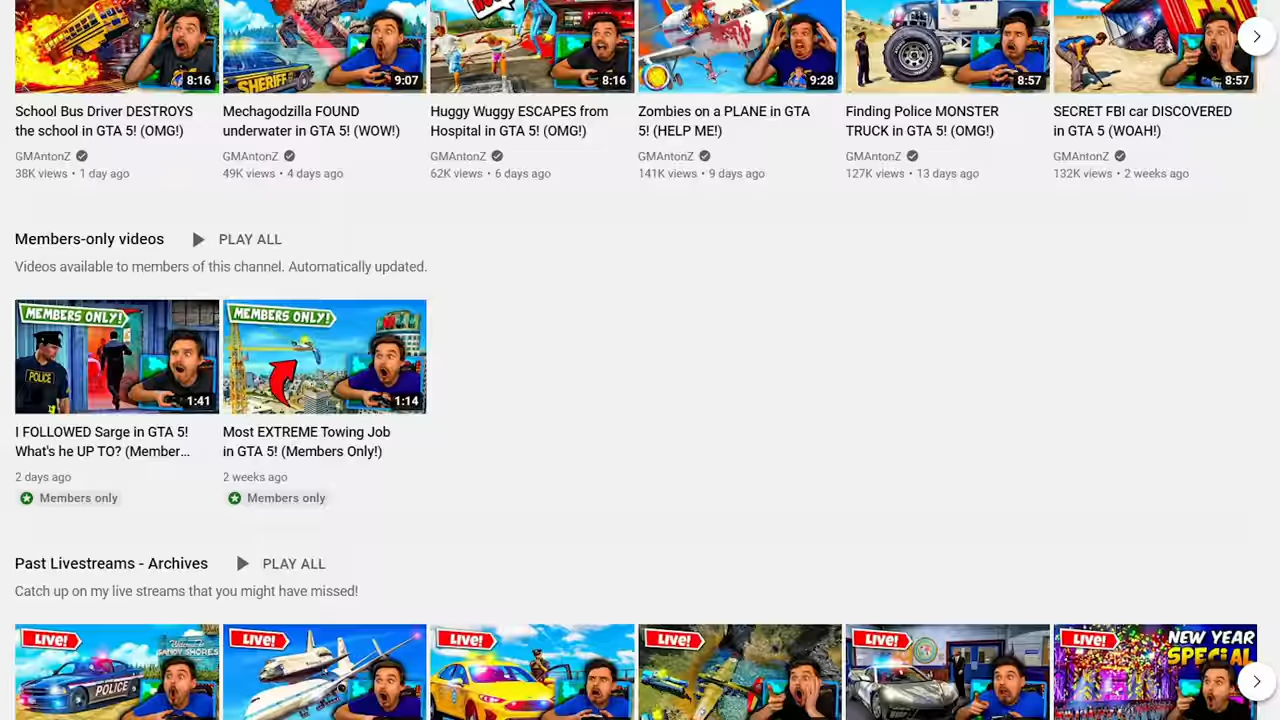 8:16
9:07
8:16
9:28
8:57
8:57
SHERIFF
School Bus Driver DESTROYS
the school in GTA 5! (OMG!)
GMAntonZ
38K views • 1 day ago
Mechagodzilla FOUND
underwater in GTA 5! (WOW!)
GMAntonZ
49K views • 4 days ago
Huggy Wuggy ESCAPES from
Hospital in GTA 5! (OMG!)
GMAntonZ
62K views • 6 days ago
Zombies on a PLANE in GTA
5! (HELP ME!)
GMAntonZ
141K views • 9 days ago
Finding Police MONSTER
TRUCK in GTA 5! (OMG!)
GMAntonZ
127K views • 13 days ago
SECRET FBI car DISCOVERED
in GTA 5 (WOAH!)
GMAntonZ
132K views • 2 weeks ago
Members-only videos PLAY ALL
Videos available to members of this channel. Automatically updated.
MEMBERS ONLY!
POLICE
1:41
MEMBERS ONLY!
1:14
I FOLLOWED Sarge in GTA 5!
What's he UP TO? (Member...
2 days ago
Members only
Most EXTREME Towing Job
in GTA 5! (Members Only!)
2 weeks ago
Members only
Past Livestreams - Archives PLAY ALL
Catch up on my live streams that you might have missed!
LIVE!
SANDY SHORES
POLICE
LIVE!
LIVE!
LIVE!
LIVE!
LIVE!
NEW YEAR
SPECIAL